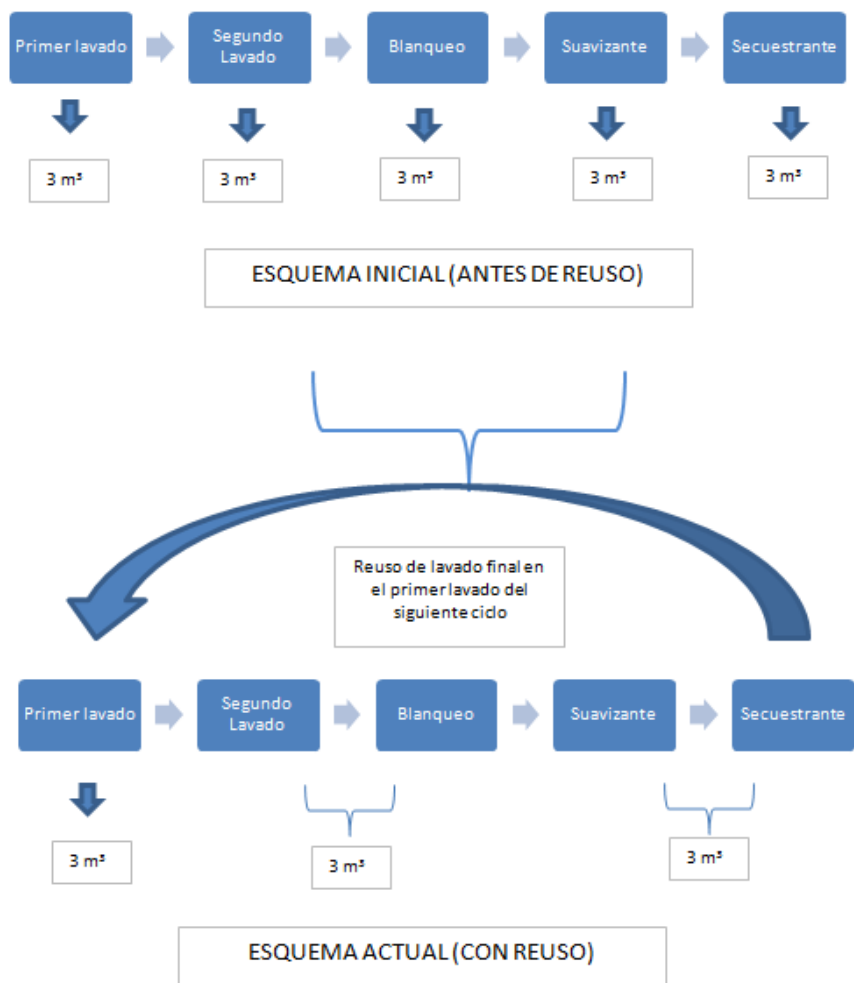 Primer lavado
Segundo
Lavado
Blanqueo
Suavizante
Secuestrante
3 m³
3 m³
3 m³
3 m³
3 m³
ESQUEMA INICIAL (ANTES DE REUSO)
Reuso de lavado final en
el primer lavado del
siguiente ciclo
Primer lavado
Segundo
Lavado
Blanqueo
Suavizante
Secuestrante
3 m³
3 m³
3 m³
ESQUEMA ACTUAL (CON REUSO)